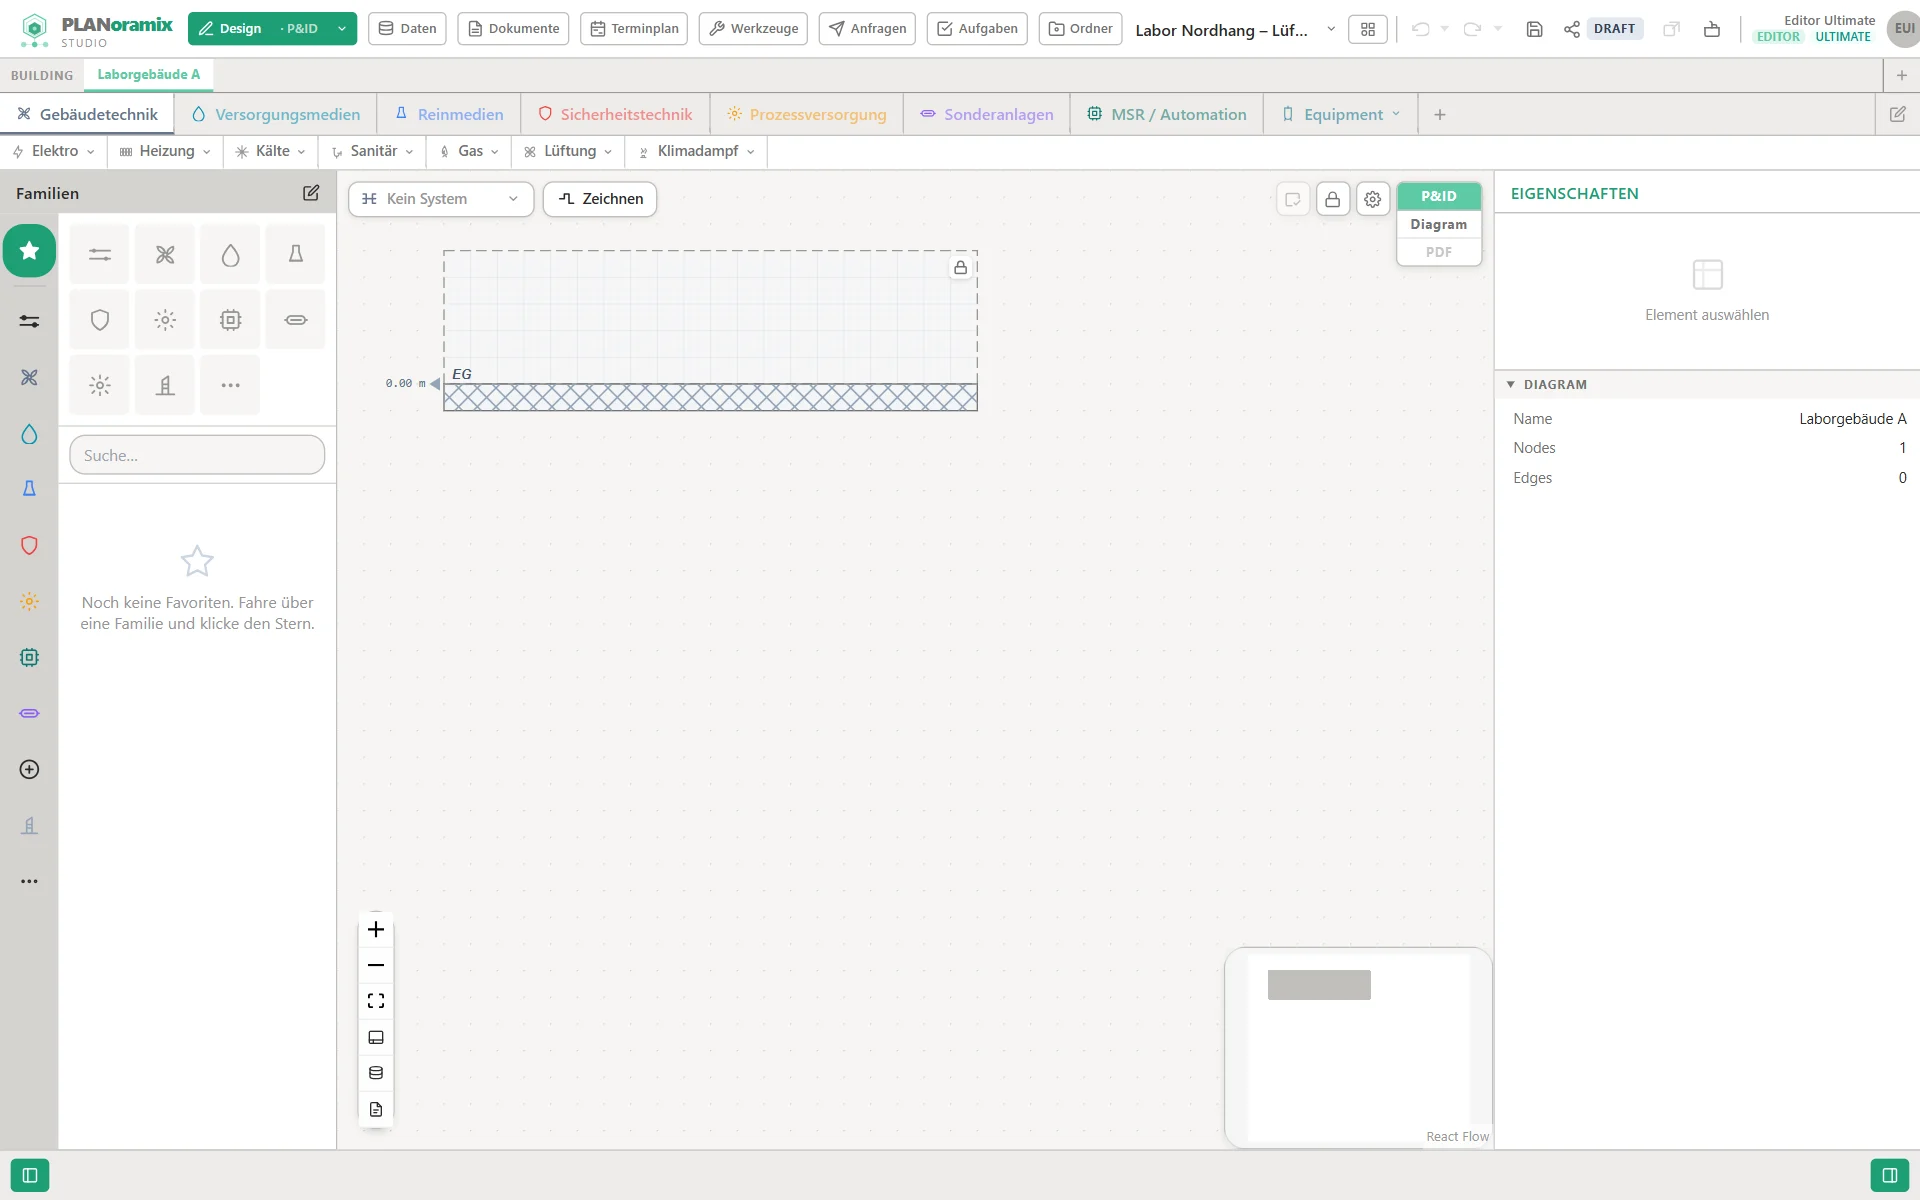 PLANoramix
STUDIO
Design · P&ID
Daten
Dokumente
Terminplan
Werkzeuge
Anfragen
Aufgaben
Ordner
Labor Nordhang – Lüf...
DRAFT
Editor Ultimate
EDITOR ULTIMATE
EUI
BUILDING
Laborgebäude A
Gebäudetechnik
Versorgungsmedien
Reinmedien
Sicherheitstechnik
Prozessversorgung
Sonderanlagen
MSR / Automation
Equipment
Elektro
Heizung
Kälte
Sanitär
Gas
Lüftung
Klimadampf
Familien
Suche...
Noch keine Favoriten. Fahre über
eine Familie und klicke den Stern.
Kein System
Zeichnen
P&ID
Diagram
PDF
EG
0.00 m
React Flow
EIGENSCHAFTEN
Element auswählen
DIAGRAM
Name Laborgebäude A
Nodes 1
Edges 0